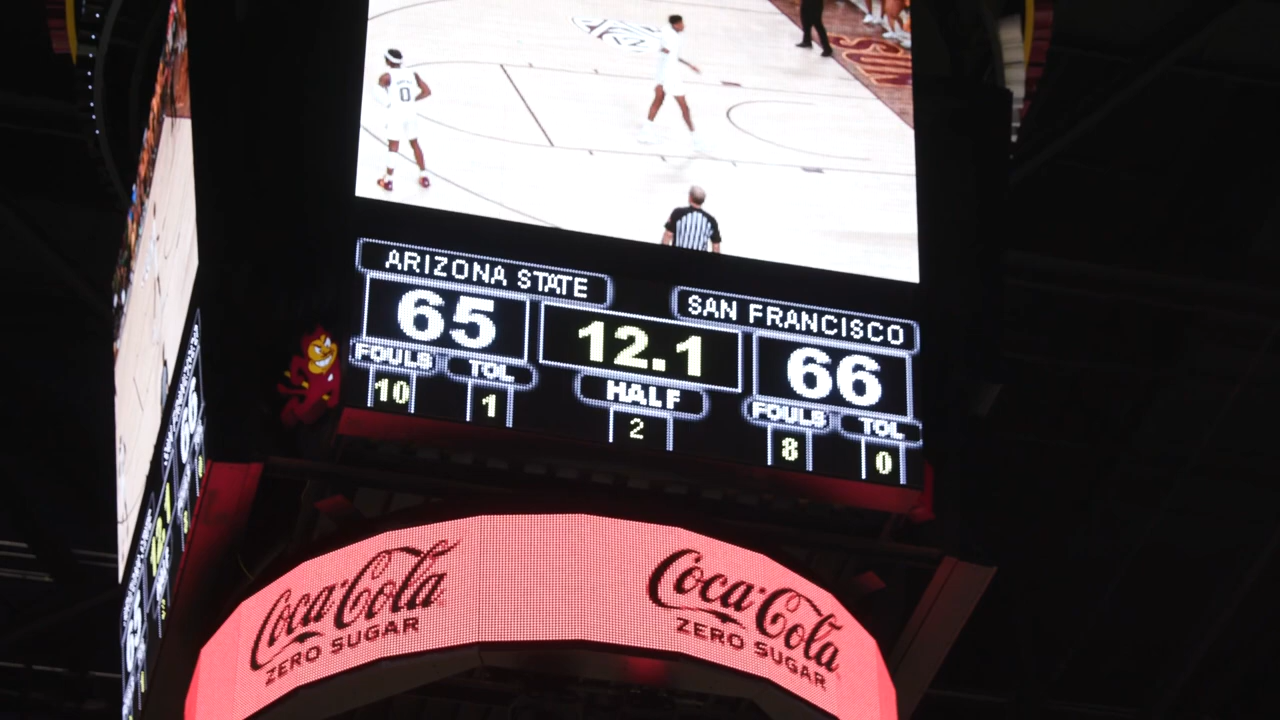 0
ARIZONA STATE
SAN FRANCISCO
65
12.1
66
FOULS
TOL
HALF
FOULS
TOL
10
1
2
8
0
Coca-Cola
ZERO SUGAR
Coca-Cola
ZERO SUGAR